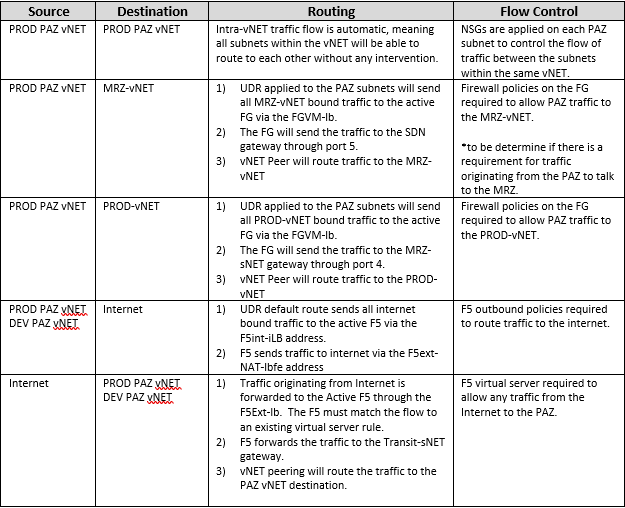 Source Destination Routing Flow Control
PROD PAZ vNET
PROD PAZ vNET
Intra-vNET traffic flow is automatic, meaning
all subnets within the vNET will be able to
route to each other without any intervention.
NSGs are applied on each PAZ
subnet to control the flow of
traffic between the subnets
within the same vNET.
PROD PAZ vNET
MRZ-vNET
1) UDR applied to the PAZ subnets will send
all MRZ-vNET bound traffic to the active
FG via the FGVM-lb.
2) The FG will send the traffic to the SDN
gateway through port 5.
3) vNET Peer will route traffic to the MRZ-
vNET
Firewall policies on the FG
required to allow PAZ traffic to
the MRZ-vNET.
*to be determine if there is a
requirement for traffic
originating from the PAZ to talk
to the MRZ.
PROD PAZ vNET
PROD-vNET
1) UDR applied to the PAZ subnets will send
all PROD-vNET bound traffic to the active
FG via the FGVM-lb.
2) The FG will send the traffic to the MRZ-
sNET gateway through port 4.
3) vNET Peer will route traffic to the PROD-
vNET
Firewall policies on the FG
required to allow PAZ traffic to
the PROD-vNET.
PROD PAZ vNET
DEV PAZ vNET
Internet
1) UDR default route sends all internet
bound traffic to the active F5 via the
F5int-iLB address.
2) F5 sends traffic to internet via the F5ext-
NAT-lbfe address
F5 outbound policies required
to route traffic to the internet.
Internet
PROD PAZ vNET
DEV PAZ vNET
1) Traffic originating from Internet is
forwarded to the Active F5 through the
F5Ext-lb. The F5 must match the flow to
an existing virtual server rule.
2) F5 forwards the traffic to the Transit-sNET
gateway.
3) vNET peering will route the traffic to the
PAZ vNET destination.
F5 virtual server required to
allow any traffic from the
Internet to the PAZ.